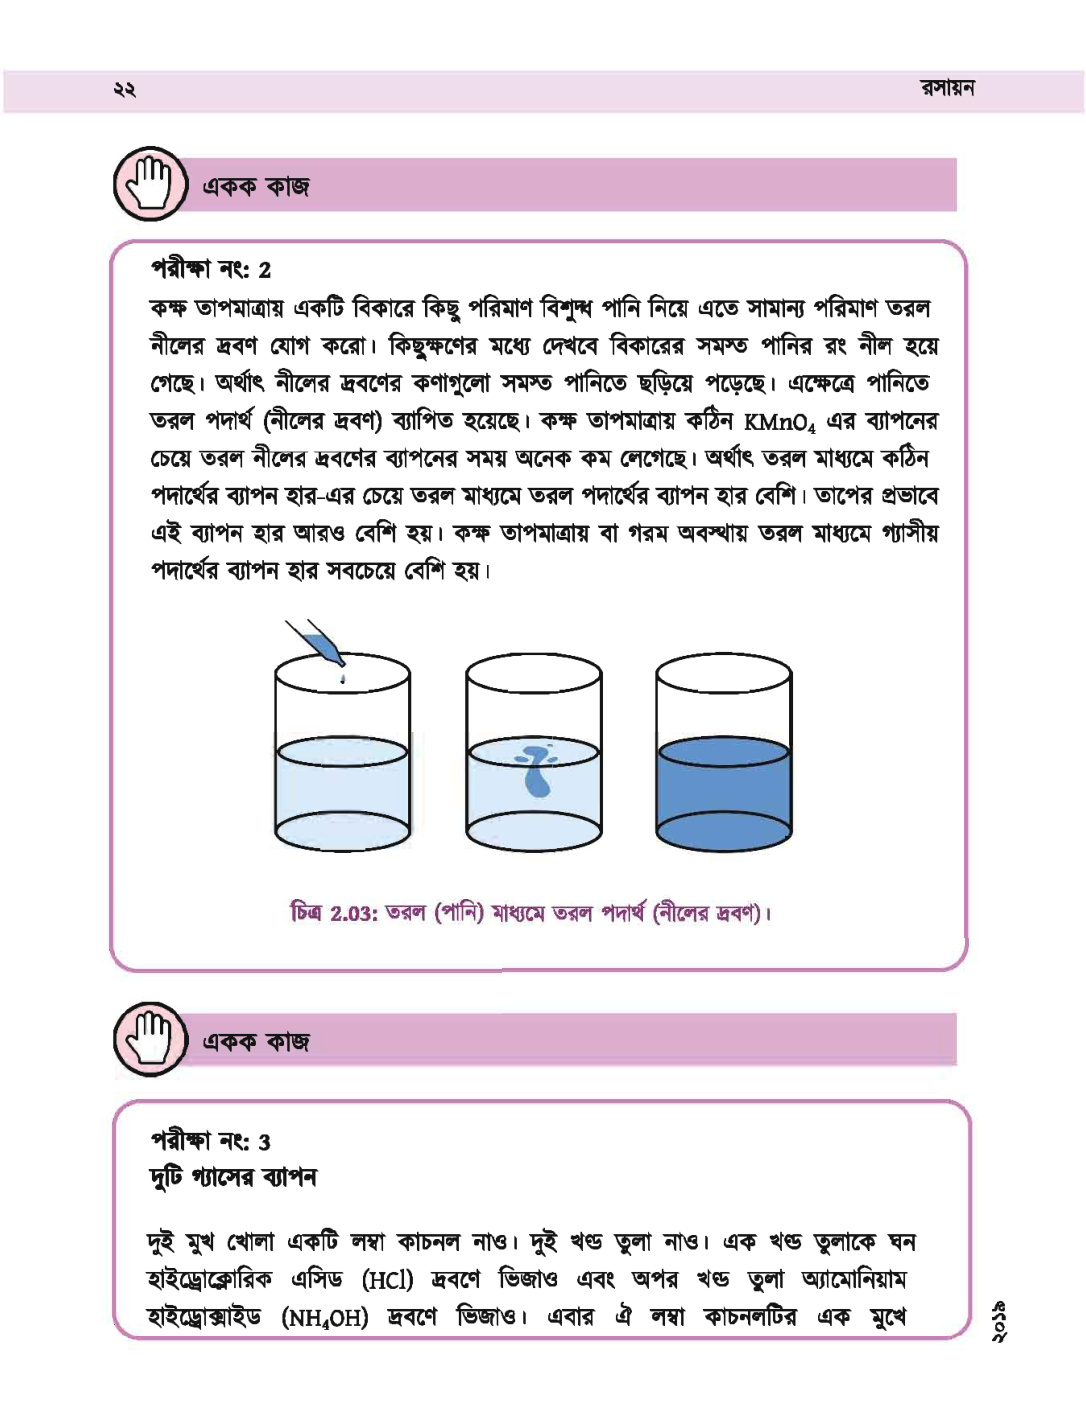 ২২ রসায়ন
একক কাজ
পরীক্ষা নং: 2
কক্ষ তাপমাত্রায় একটি বিকারে কিছু পরিমাণ বিশুদ্ধ পানি নিয়ে এতে সামান্য পরিমাণ তরল
নীলের দ্রবণ যোগ করো। কিছুক্ষণের মধ্যে দেখবে বিকারের সমস্ত পানির রং নীল হয়ে
গেছে। অর্থাৎ নীলের দ্রবণের কণাগুলো সমস্ত পানিতে ছড়িয়ে পড়েছে। এক্ষেত্রে পানিতে
তরল পদার্থ (নীলের দ্রবণ) ব্যাপিত হয়েছে। কক্ষ তাপমাত্রায় কঠিন KMnO₄ এর ব্যাপনের
চেয়ে তরল নীলের দ্রবণের ব্যাপনের সময় অনেক কম লেগেছে। অর্থাৎ তরল মাধ্যমে কঠিন
পদার্থের ব্যাপন হার-এর চেয়ে তরল মাধ্যমে তরল পদার্থের ব্যাপন হার বেশি। তাপের প্রভাবে
এই ব্যাপন হার আরও বেশি হয়। কক্ষ তাপমাত্রায় বা গরম অবস্থায় তরল মাধ্যমে গ্যাসীয়
পদার্থের ব্যাপন হার সবচেয়ে বেশি হয়।
চিত্র 2.03: তরল (পানি) মাধ্যমে তরল পদার্থ (নীলের দ্রবণ)।
একক কাজ
পরীক্ষা নং: 3
দুটি গ্যাসের ব্যাপন
দুই মুখ খোলা একটি লম্বা কাচনল নাও। দুই খণ্ড তুলা নাও। এক খণ্ড তুলাকে ঘন
হাইড্রোক্লোরিক এসিড (HCl) দ্রবণে ভিজাও এবং অপর খণ্ড তুলা অ্যামোনিয়াম
হাইড্রোক্সাইড (NH₄OH) দ্রবণে ভিজাও। এবার ঐ লম্বা কাচনলটির এক মুখে
২০১৯